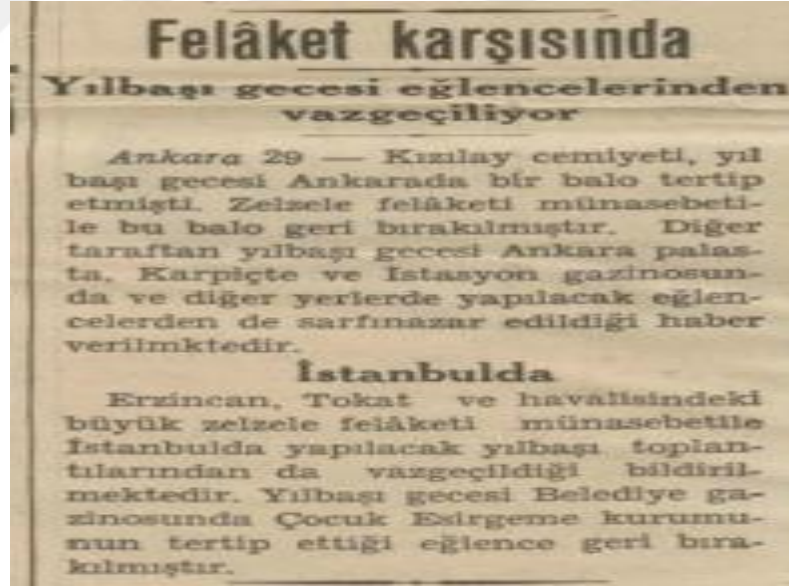 Felâket karşısında
Yılbaşı gecesi eğlencelerinden
vazgeçiliyor
Ankara 29 — Kızılay cemiyeti, yıl
başı gecesi Ankarada bir balo tertip
etmişti. Zelzele felâketi münasebeti-
le bu balo geri bırakılmıştır. Diğer
taraftan yılbaşı gecesi Ankara palas-
ta, Karpiçte ve İstasyon gazinosun-
da ve diğer yerlerde yapılacak eğlen-
celerden de sarfınazar edildiği haber
verilmktedir.
İstanbulda
Erzincan, Tokat ve havalisindeki
büyük zelzele felâketi münasebetile
İstanbulda yapılacak yılbaşı toplan-
tılarından da vazgeçildiği bildiril-
mektedir. Yılbaşı gecesi Belediye ga-
zinosunda Çocuk Esirgeme kurumu-
nun tertip ettiği eğlence geri bıra-
kılmıştır.